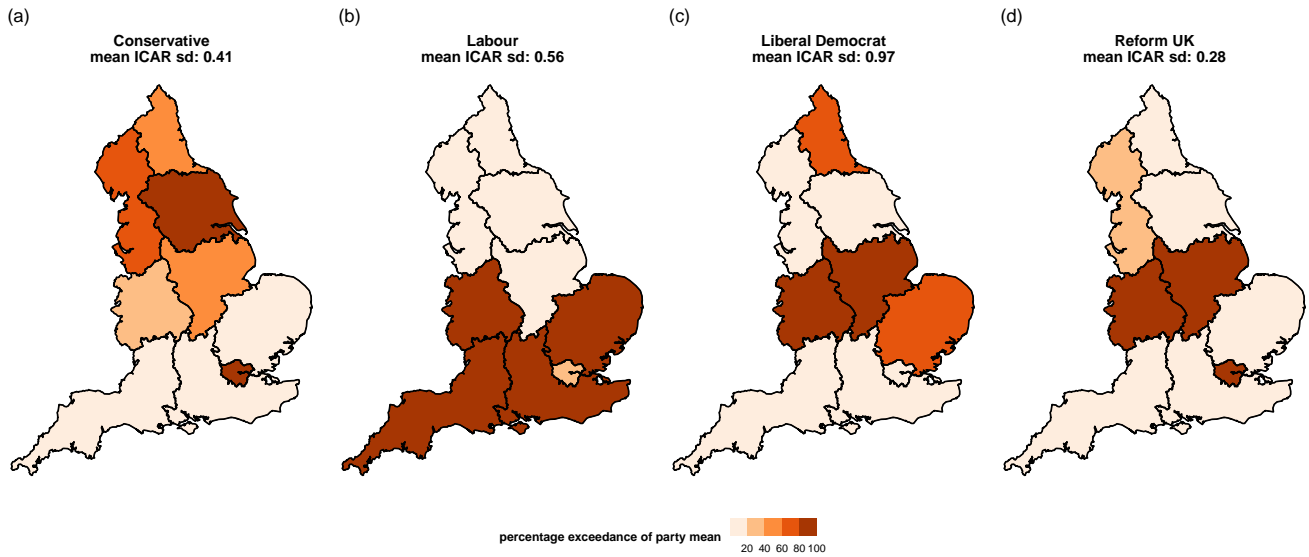 (a)
Conservative
mean ICAR sd: 0.41
(b)
Labour
mean ICAR sd: 0.56
(c)
Liberal Democrat
mean ICAR sd: 0.97
(d)
Reform UK
mean ICAR sd: 0.28
percentage exceedance of party mean
20 40 60 80 100